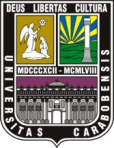 DEUS LIBERTAS CULTURA
MDCCCXCII - MCMLVIII
UNIVERSITAS CARABOBENSIS